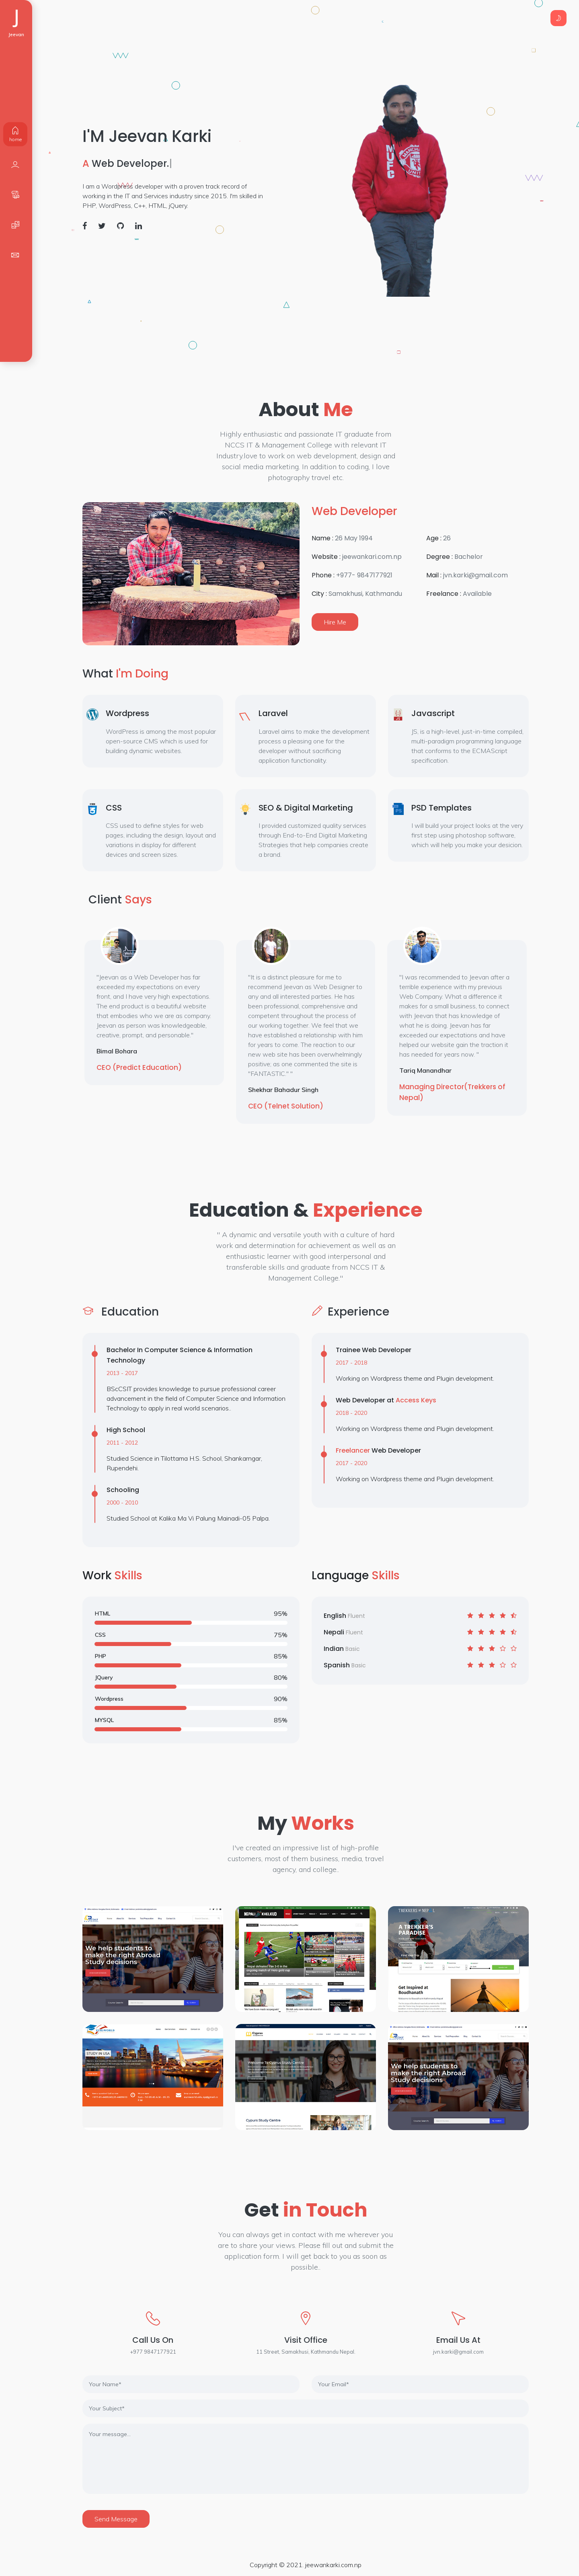 J
Jeevan
home
I'M Jeevan Karki
A Web Developer.|
I am a Wordpress developer with a proven track record of
working in the IT and Services industry since 2015. I'm skilled in
PHP, WordPress, C++, HTML, jQuery.
About Me
Highly enthusiastic and passionate IT graduate from
NCCS IT & Management College with relevant IT
Industry.love to work on web development, design and
social media marketing. In addition to coding, I love
photography travel etc.
Web Developer
Name : 26 May 1994
Age : 26
Website : jeewankari.com.np
Degree : Bachelor
Phone : +977- 9847177921
Mail : jvn.karki@gmail.com
City : Samakhusi, Kathmandu
Freelance : Available
Hire Me
What I'm Doing
Wordpress
WordPress is among the most popular
open-source CMS which is used for
building dynamic websites.
Laravel
Laravel aims to make the development
process a pleasing one for the
developer without sacrificing
application functionality.
Javascript
JS, is a high-level, just-in-time compiled,
multi-paradigm programming language
that conforms to the ECMAScript
specification.
CSS
CSS used to define styles for web
pages, including the design, layout and
variations in display for different
devices and screen sizes.
SEO & Digital Marketing
I provided customized quality services
through End-to-End Digital Marketing
Strategies that help companies create
a brand.
PSD Templates
I will build your project looks at the very
first step using photoshop software,
which will help you make your desicion.
Client Says
"Jeevan as a Web Developer has far
exceeded my expectations on every
front, and I have very high expectations.
The end product is a beautiful website
that embodies who we are as company,
Jeevan as person was knowledgeable,
creative, prompt, and personable."
Bimal Bohara
CEO (Predict Education)
"It is a distinct pleasure for me to
recommend Jeevan as Web Designer to
any and all interested parties. He has
been professional, comprehensive and
competent throughout the process of
our working together. We feel that we
have established a relationship with him
for years to come. The reaction to our
new web site has been overwhelmingly
positive, as one commented the site is
"FANTASTIC"." "
Shekhar Bahadur Singh
CEO (Telnet Solution)
"I was recommended to Jeevan after a
terrible experience with my previous
Web Company. What a difference it
makes for a small business, to connect
with Jeevan that has knowledge of
what he is doing. Jeevan has far
exceeded our expectations and have
helped our website gain the traction it
has needed for years now. "
Tariq Manandhar
Managing Director(Trekkers of
Nepal)
Education & Experience
" A dynamic and versatile youth with a culture of hard
work and determination for achievement as well as an
enthusiastic learner with good interpersonal and
transferable skills and graduate from NCCS IT &
Management College."
Education
Bachelor In Computer Science & Information
Technology
2013 - 2017
BScCSIT provides knowledge to pursue professional career
advancement in the field of Computer Science and Information
Technology to apply in real world scenarios..
High School
2011 - 2012
Studied Science in Tilottama H.S. School. Shankarngar,
Rupendehi.
Schooling
2000 - 2010
Studied School at Kalika Ma Vi Palung Mainadi-05 Palpa.
Experience
Trainee Web Developer
2017 - 2018
Working on Wordpress theme and Plugin development.
Web Developer at Access Keys
2018 - 2020
Working on Wordpress theme and Plugin development.
Freelancer Web Developer
2017 - 2020
Working on Wordpress theme and Plugin development.
Work Skills
HTML 95%
CSS 75%
PHP 85%
JQuery 80%
Wordpress 90%
MYSQL 85%
Language Skills
English Fluent
Nepali Fluent
Indian Basic
Spanish Basic
My Works
I've created an impressive list of high-profile
customers, most of them business, media, travel
agency, and college.
We help students to
make the right Abroad
Study decisions
A TREKKER'S
PARADISE
Get Inspired at
Boudhanath
STUDY IN USA
We help students to
make the right Abroad
Study decisions
Get in Touch
You can always get in contact with me wherever you
are to share your views. Please fill out and submit the
application form. I will get back to you as soon as
possible.
Call Us On
+977 9847177921
Visit Office
11 Street, Samakhusi, Kathmandu Nepal
Email Us At
jvn.karki@gmail.com
Your Name*
Your Email*
Your Subject*
Your message...
Send Message
Copyright © 2021. jeewankarki.com.np